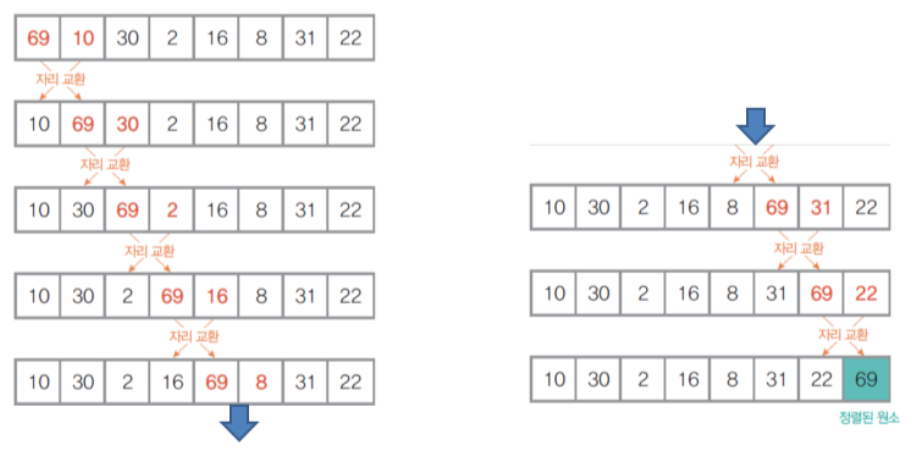 69 10 30 2 16 8 31 22
자리 교환
10 69 30 2 16 8 31 22
자리 교환
10 30 69 2 16 8 31 22
자리 교환
10 30 2 69 16 8 31 22
자리 교환
10 30 2 16 69 8 31 22
자리 교환
10 30 2 16 8 69 31 22
자리 교환
10 30 2 16 8 31 69 22
자리 교환
10 30 2 16 8 31 22 69
정렬된 원소